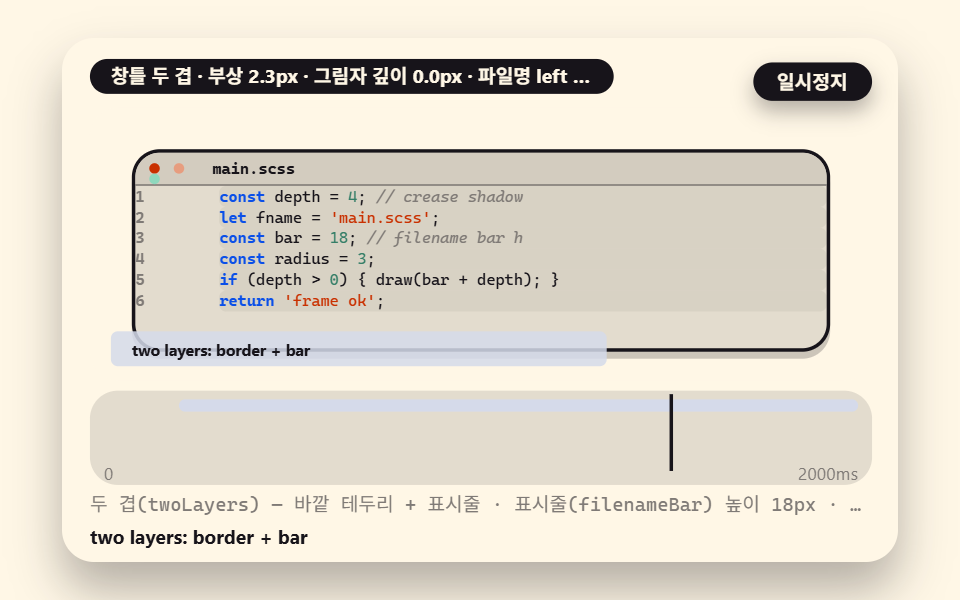 창틀 두 겹 · 부상 2.3px · 그림자 깊이 0.0px · 파일명 left ...
일시정지
main.scss
1 const depth = 4; // crease shadow
2 let fname = 'main.scss';
3 const bar = 18; // filename bar h
4 const radius = 3;
5 if (depth > 0) { draw(bar + depth); }
6 return 'frame ok';
two layers: border + bar
0
2000ms
두 겹(twoLayers) — 바깥 테두리 + 표시줄 · 표시줄(filenameBar) 높이 18px · …
two layers: border + bar